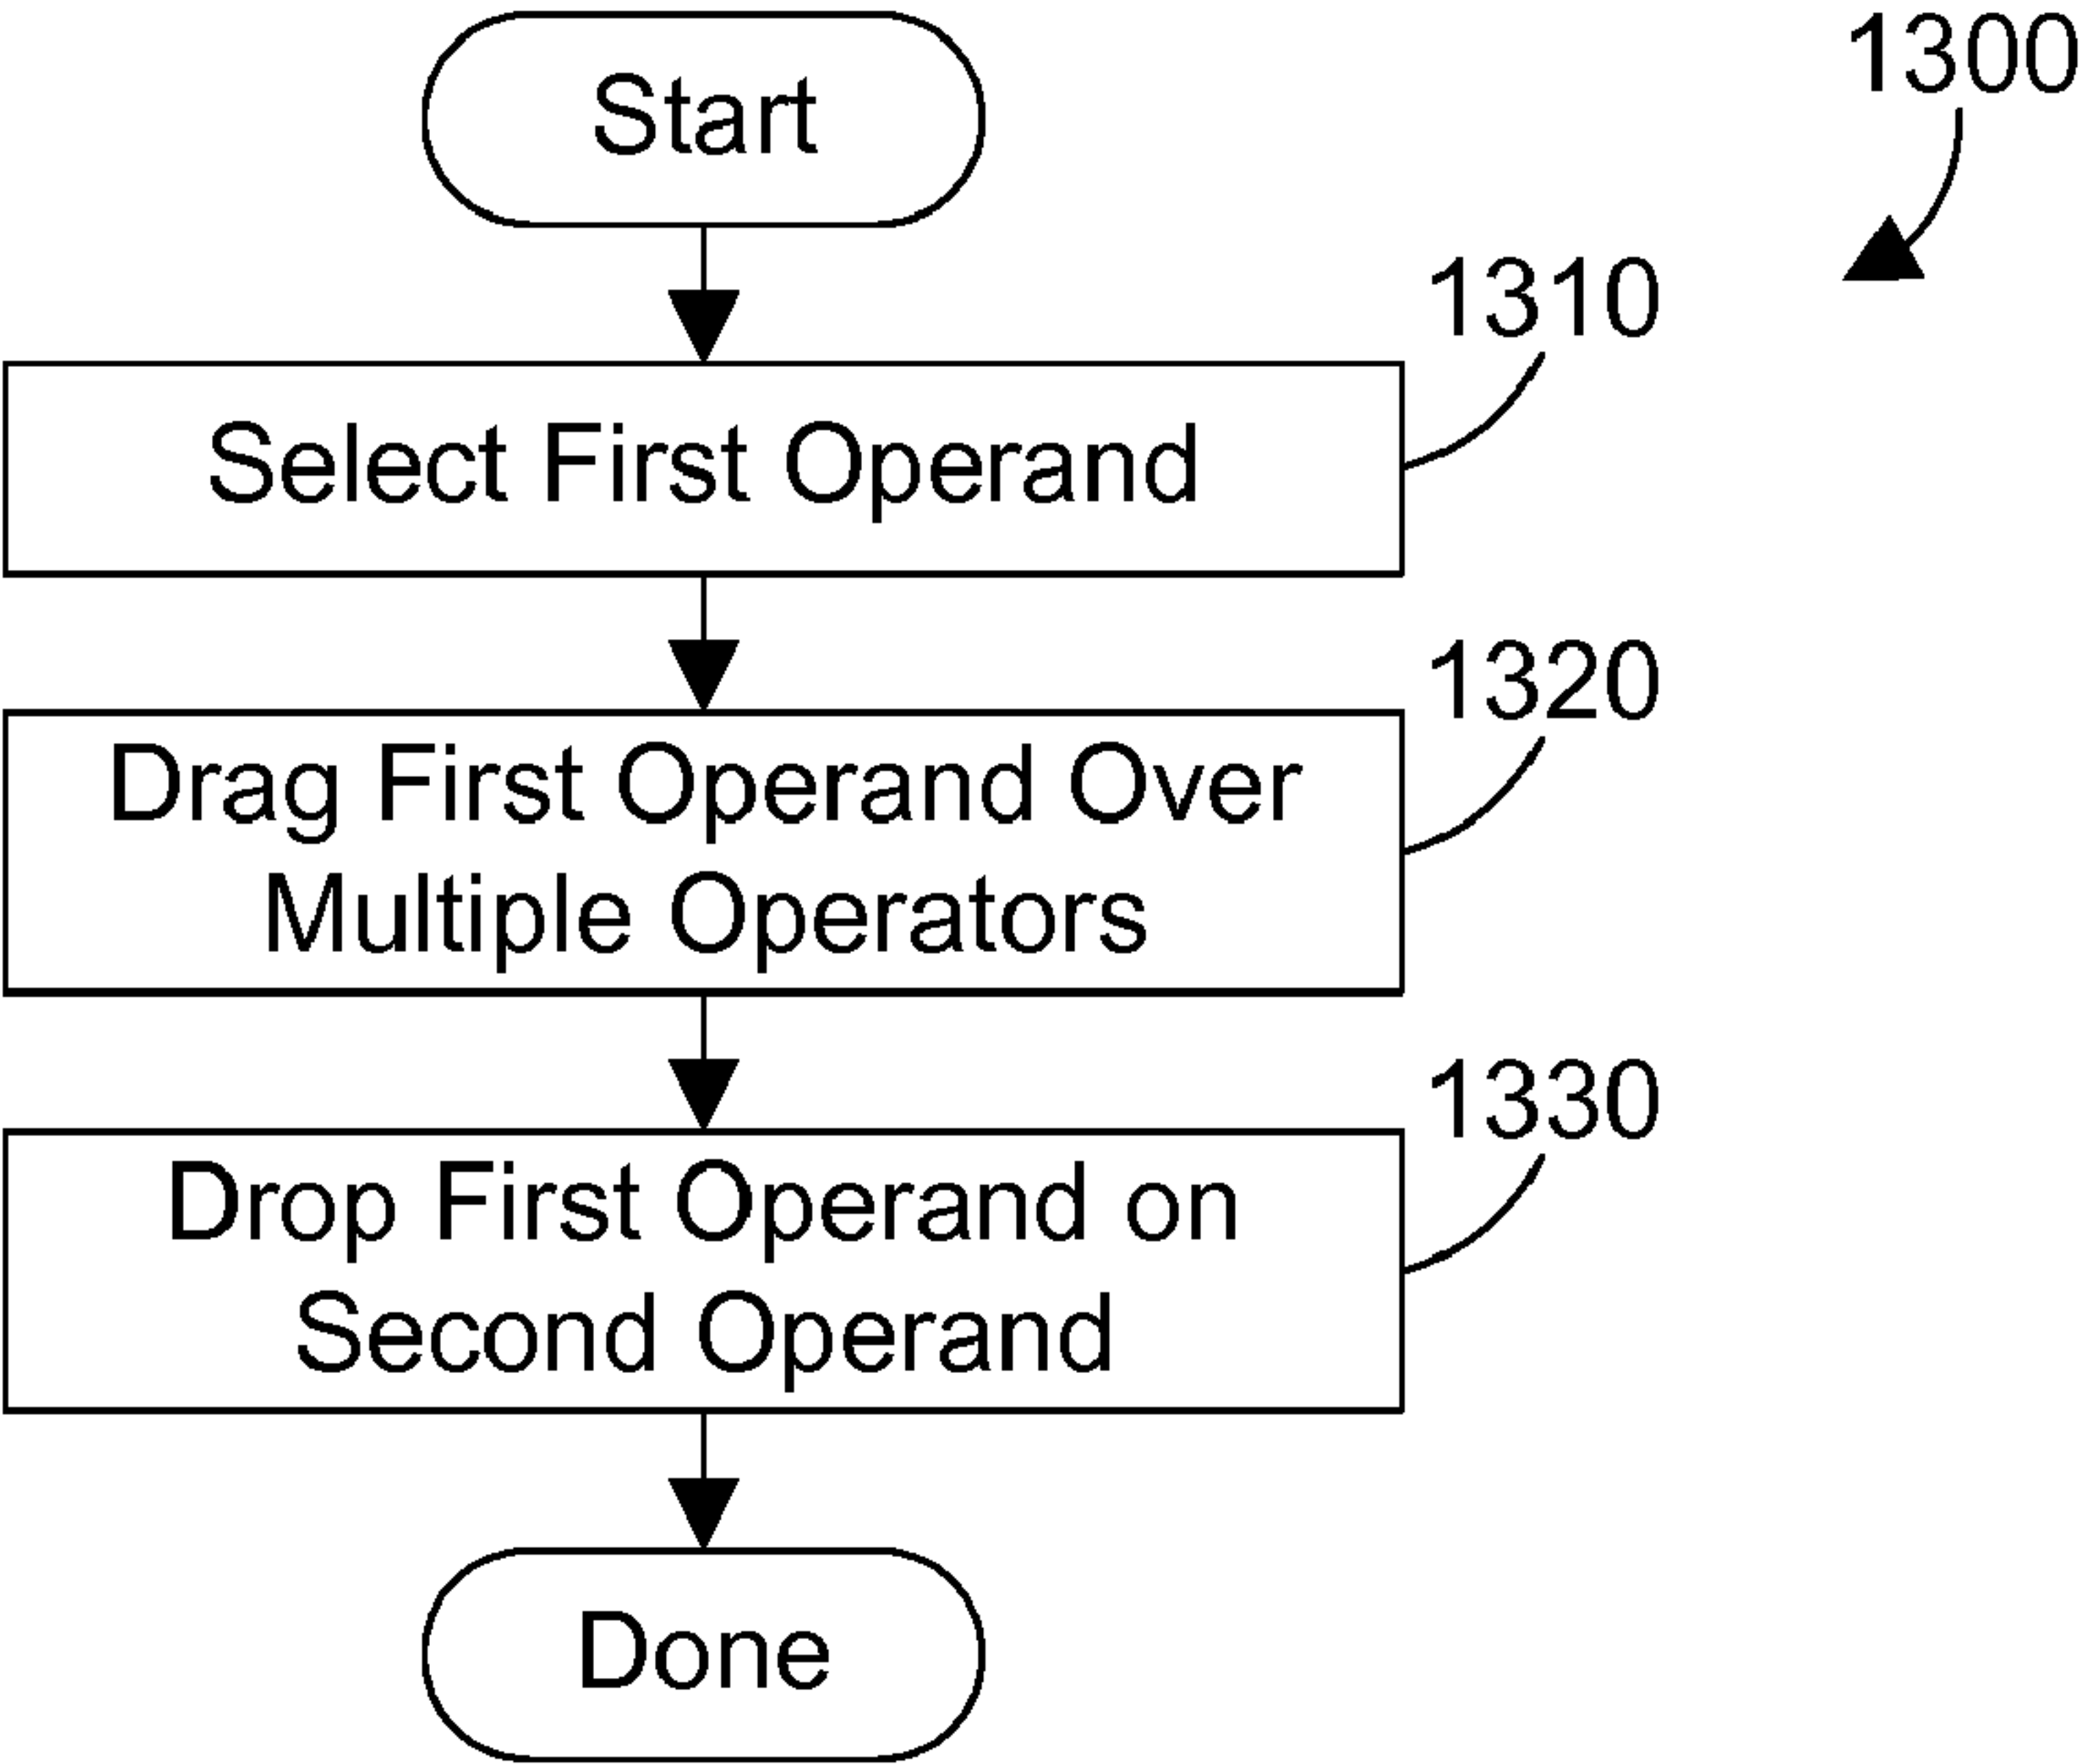 Start
1300
1310
Select First Operand
1320
Drag First Operand Over
Multiple Operators
1330
Drop First Operand on
Second Operand
Done